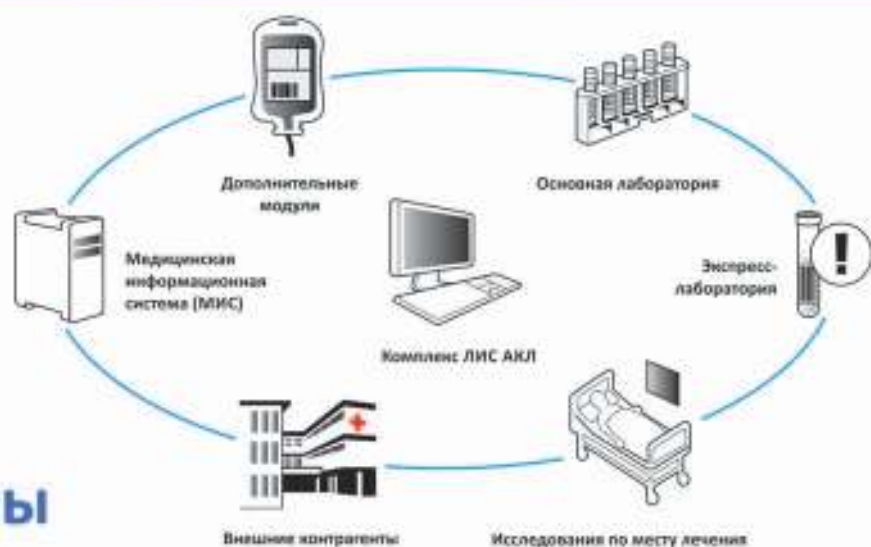 Дополнительные
модули
Основная лаборатория
Медицинская
информационная
система (МИС)
Экспресс-
лаборатория
Комплекс ЛИС АКЛ
ы
Внешние контрагенты
Исследования по месту лечения